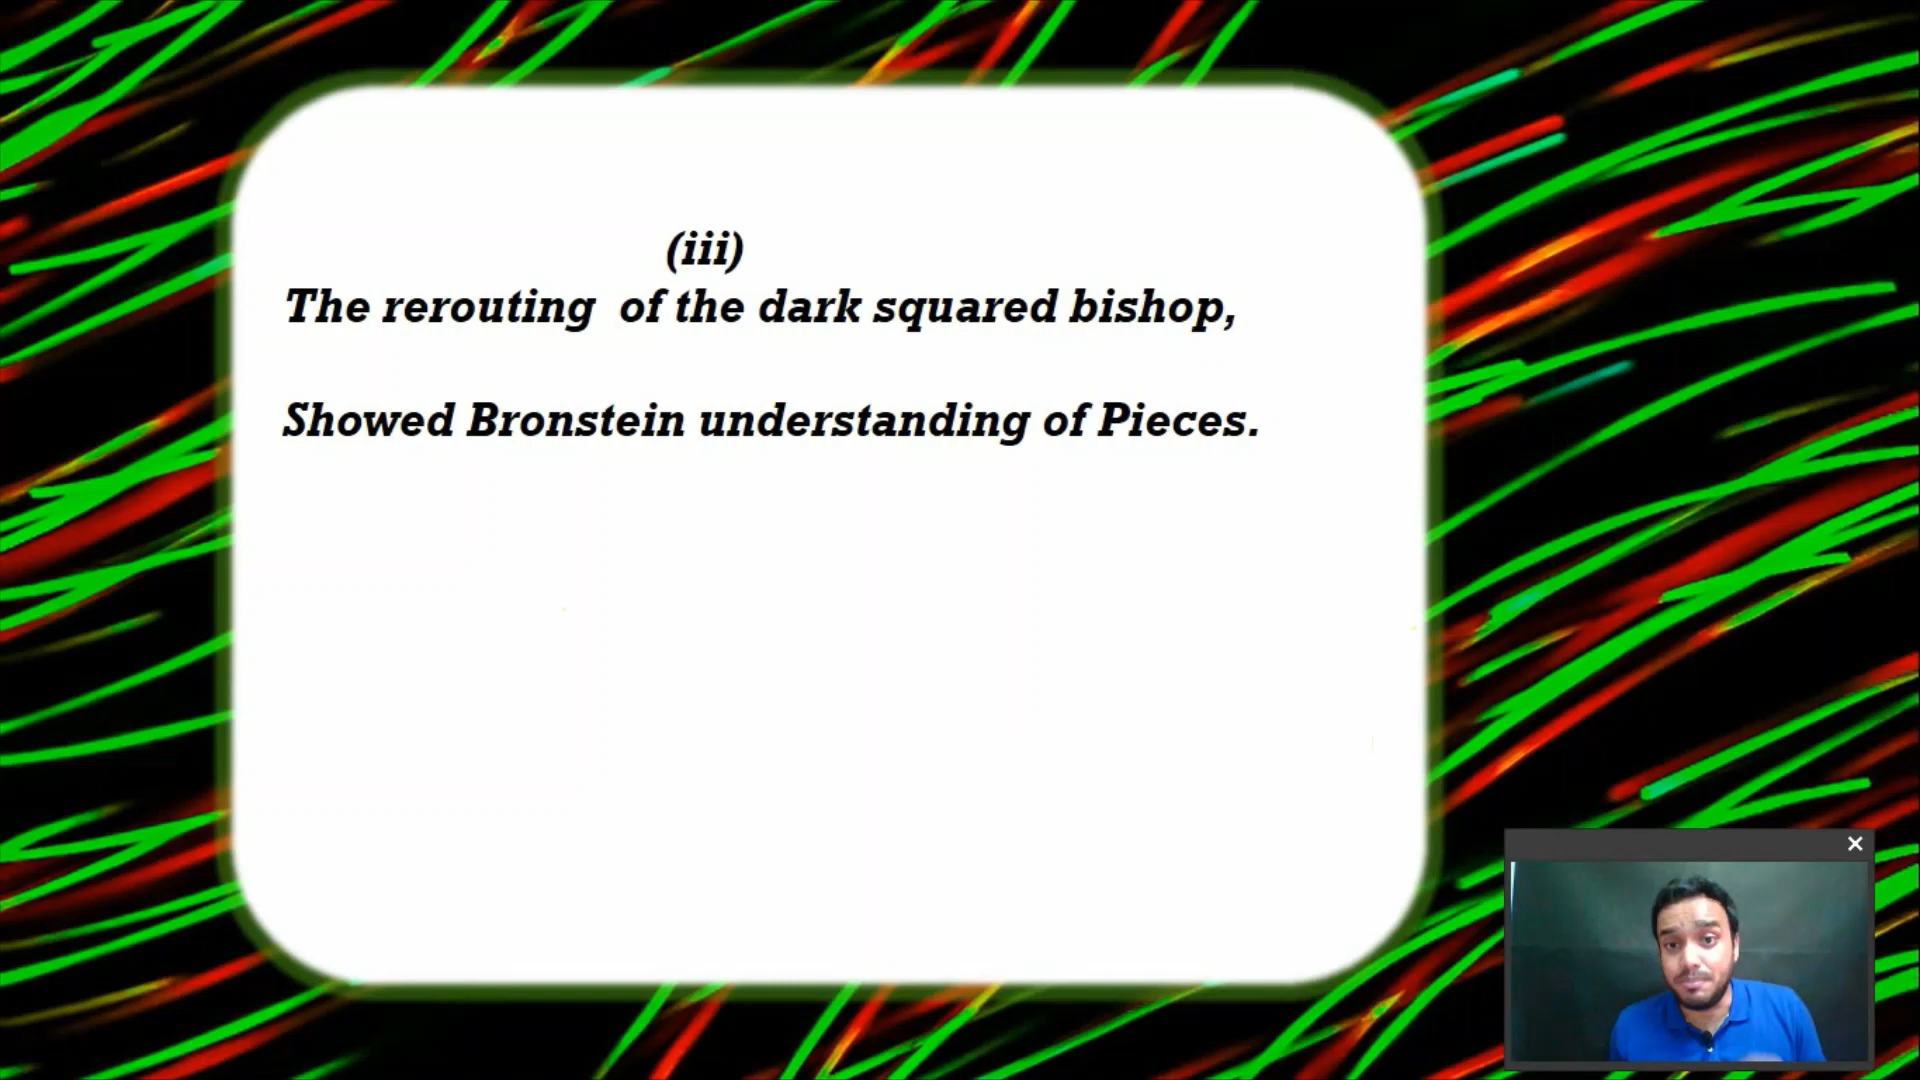 (iii)
The rerouting of the dark squared bishop,
Showed Bronstein understanding of Pieces.